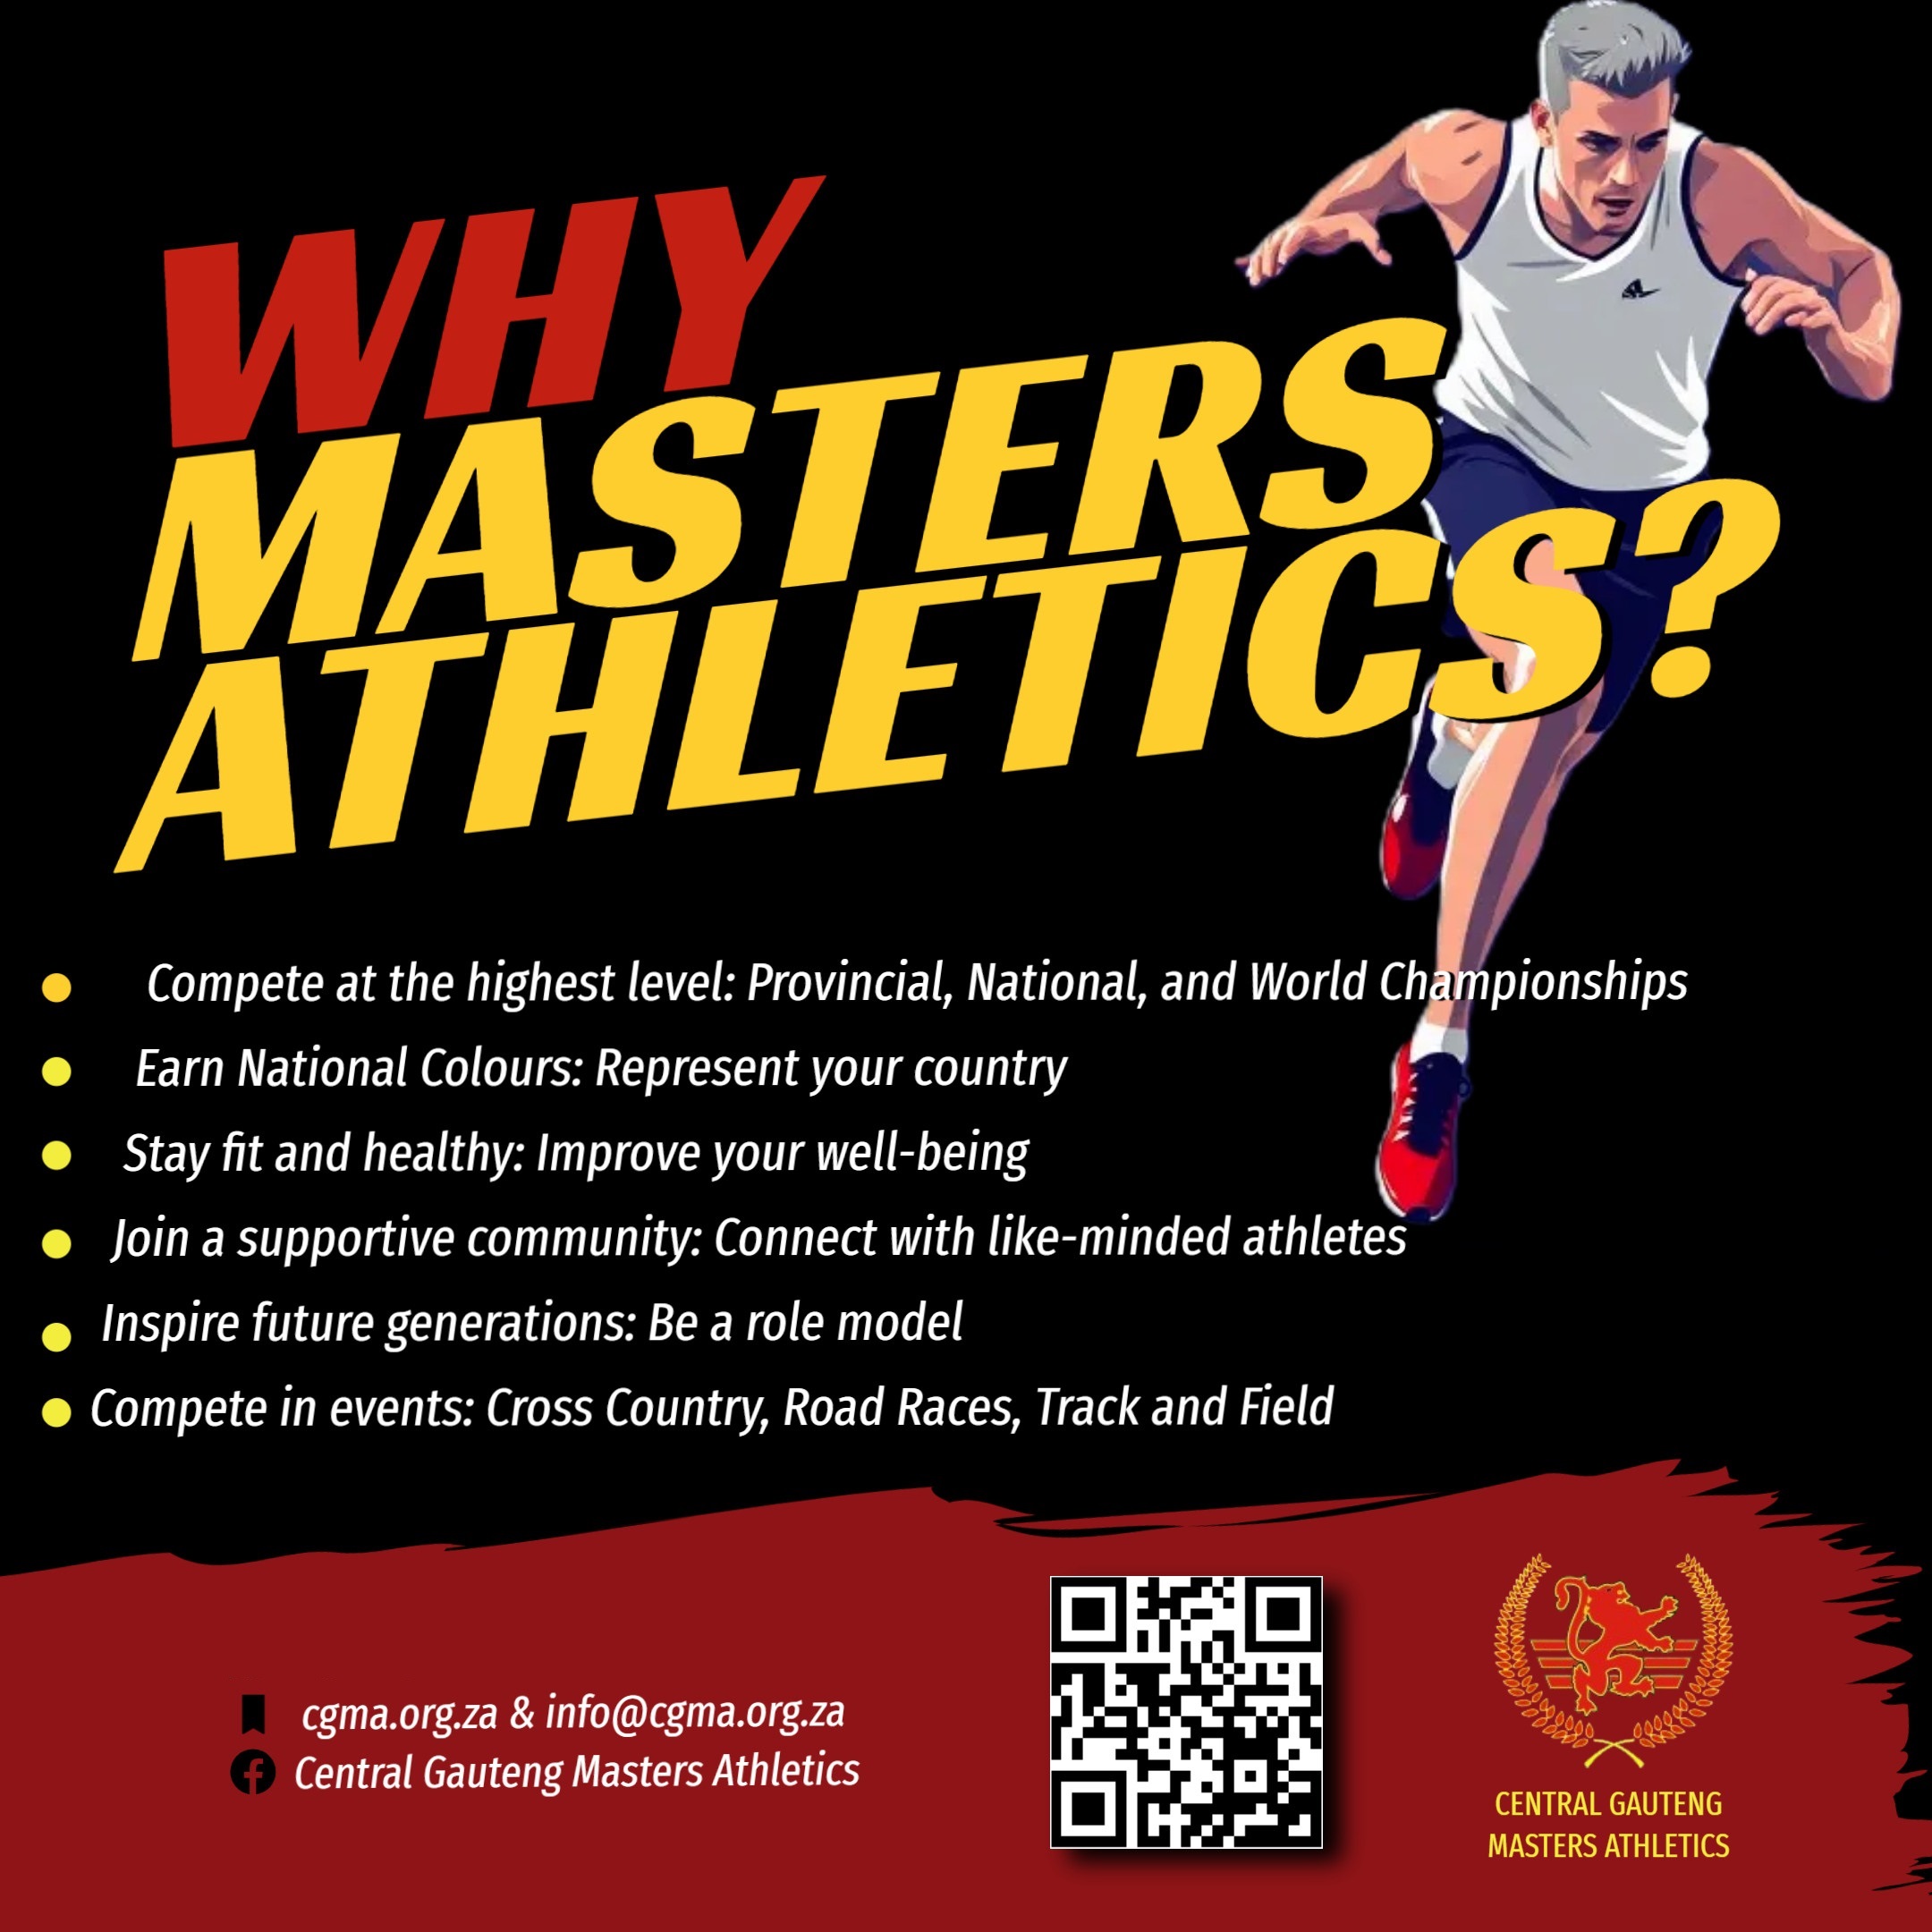 WHY
MASTERS
ATHLETICS?
Compete at the highest level: Provincial, National, and World Championships
Earn National Colours: Represent your country
Stay fit and healthy: Improve your well-being
Join a supportive community: Connect with like-minded athletes
Inspire future generations: Be a role model
Compete in events: Cross Country, Road Races, Track and Field
cgma.org.za & info@cgma.org.za
Central Gauteng Masters Athletics
CENTRAL GAUTENG
MASTERS ATHLETICS